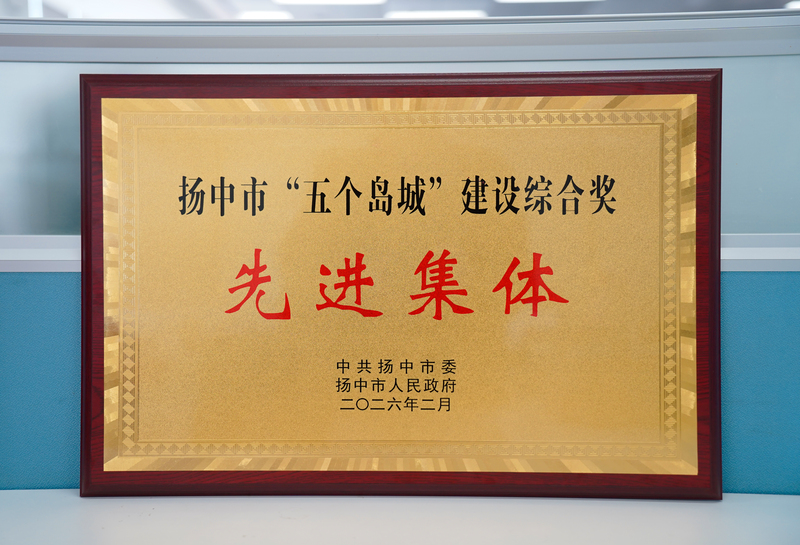 扬中市“五个岛城”建设综合奖
先进集体
中共扬中市委
扬中市人民政府
二〇二六年二月